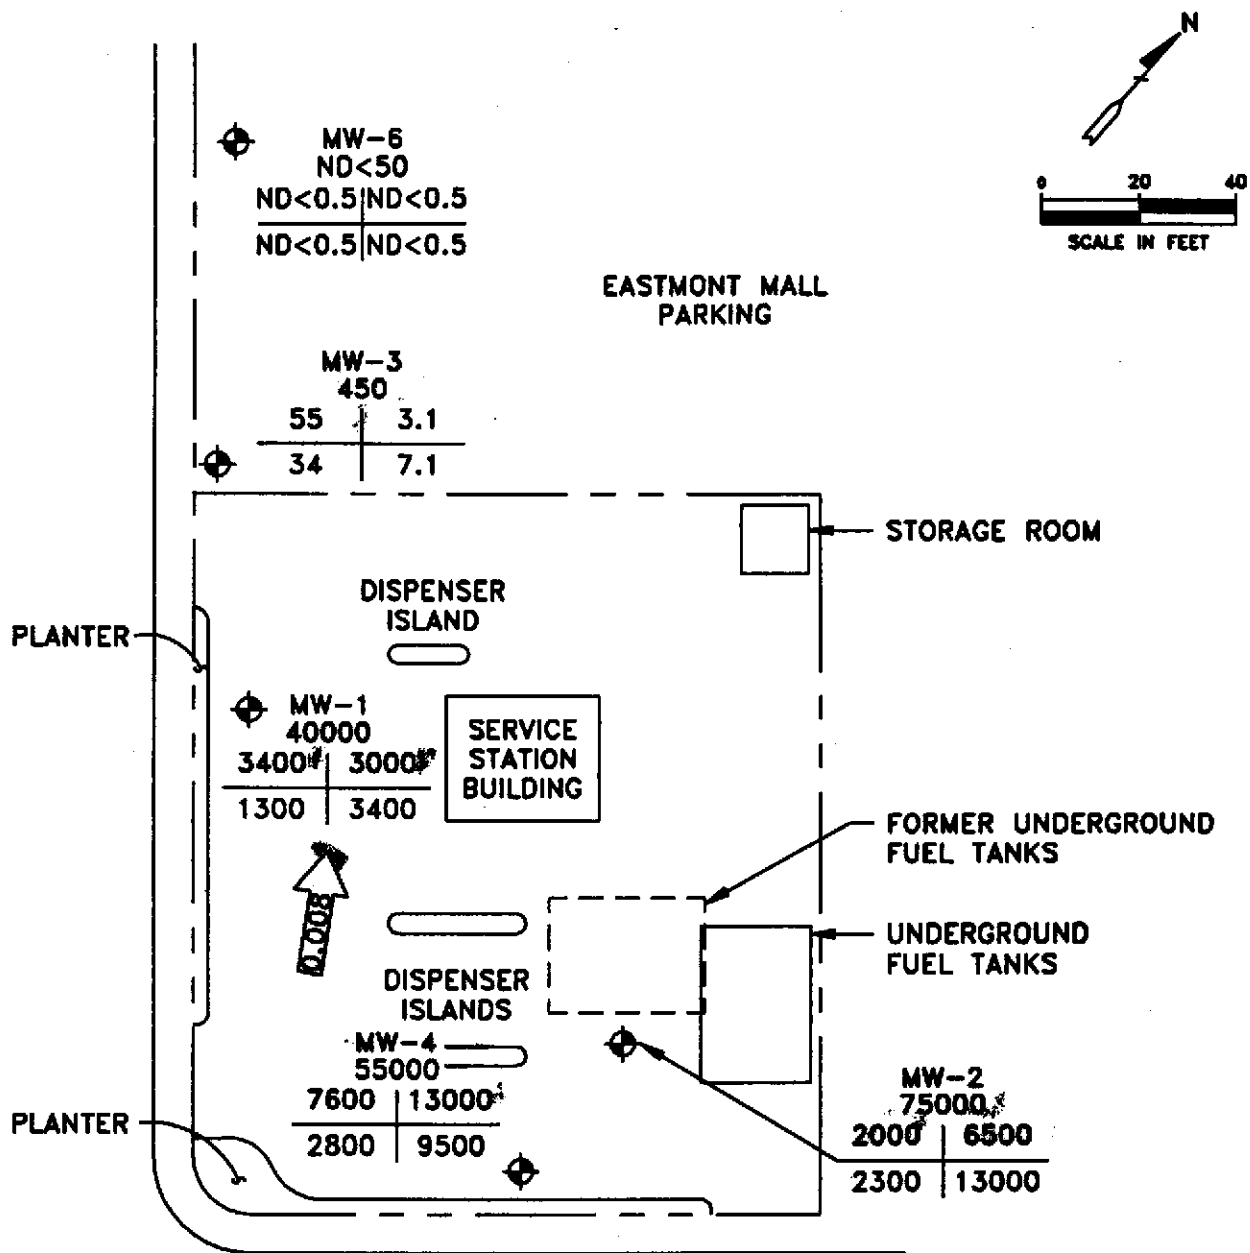 N
0 20 40
SCALE IN FEET
MW-6
ND<50
ND<0.5 ND<0.5
ND<0.5 ND<0.5
EASTMONT MALL
PARKING
MW-3
450
55 3.1
34 7.1
STORAGE ROOM
DISPENSER
ISLAND
PLANTER
MW-1
40000
3400 3000
1300 3400
SERVICE
STATION
BUILDING
FORMER UNDERGROUND
FUEL TANKS
0.008
UNDERGROUND
FUEL TANKS
DISPENSER
ISLANDS
MW-4
55000
7600 13000
2800 9500
MW-2
75000
2000 6500
2300 13000
PLANTER